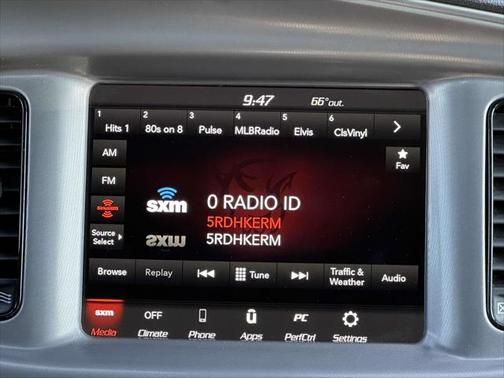 9:47 66°out.
1 2 3 4 5 6
Hits 1 80s on 8 Pulse MLBRadio Elvis ClsVinyl
AM
Fav
FM
sxm 0 RADIO ID
siriusxm 5RDHKERM
5RDHKERM
Source
Select
Browse Replay Tune Traffic & Weather Audio
sxm OFF ū PC
Media Climate Phone Apps PerfCtrl Settings